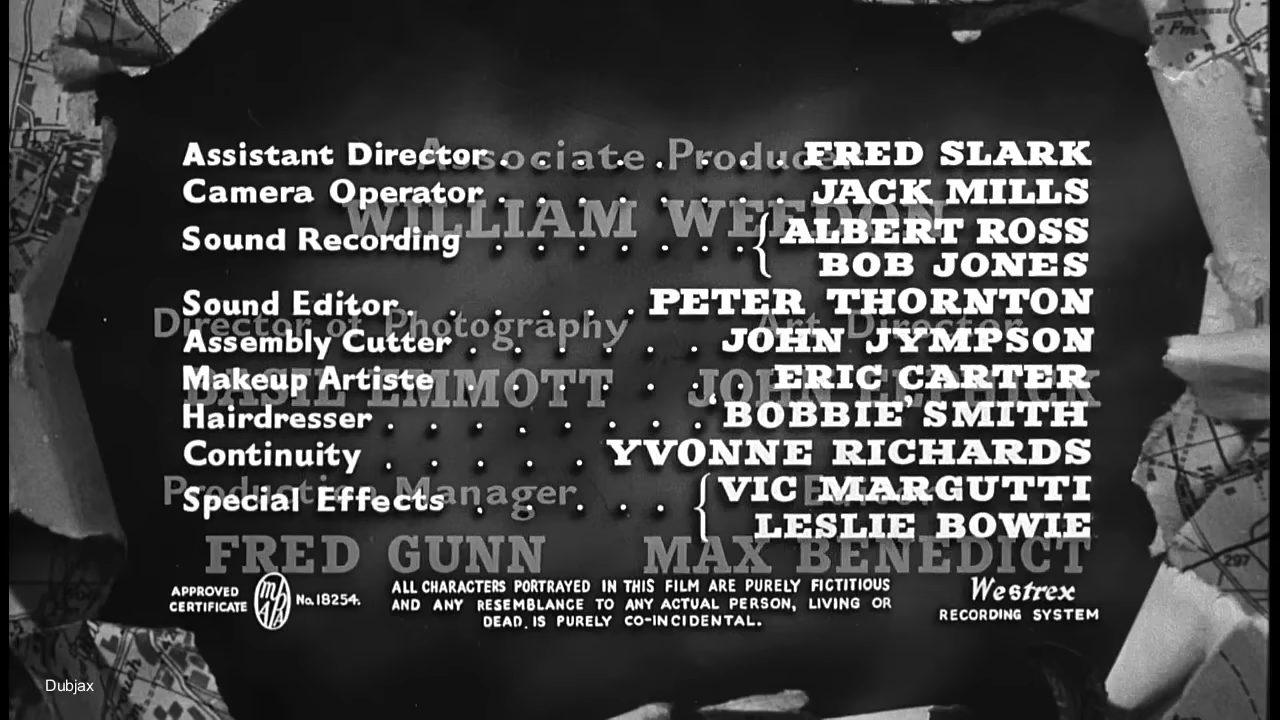 Associate Producer
Assistant Director . . . . . . . . FRED SLARK
Camera Operator . . . . . . . . JACK MILLS
WILLIAM WEEDON
Sound Recording . . . . . . . { ALBERT ROSS
BOB JONES
Sound Editor . . . . . . . PETER THORNTON
Director of Photography Art Director
Assembly Cutter . . . . . . JOHN JYMPSON
BASIL EMMOTT JOHN ELPHICK
Makeup Artiste . . . . . . . ERIC CARTER
Hairdresser . . . . . . . . 'BOBBIE' SMITH
Continuity . . . . . YVONNE RICHARDS
Production Manager Editor
Special Effects . . . . . { VIC MARGUTTI
LESLIE BOWIE
FRED GUNN MAX BENEDICT
APPROVED CERTIFICATE No. 18254.
ALL CHARACTERS PORTRAYED IN THIS FILM ARE PURELY FICTITIOUS
AND ANY RESEMBLANCE TO ANY ACTUAL PERSON, LIVING OR
DEAD, IS PURELY CO-INCIDENTAL.
Westrex
RECORDING SYSTEM
297
Dubjax